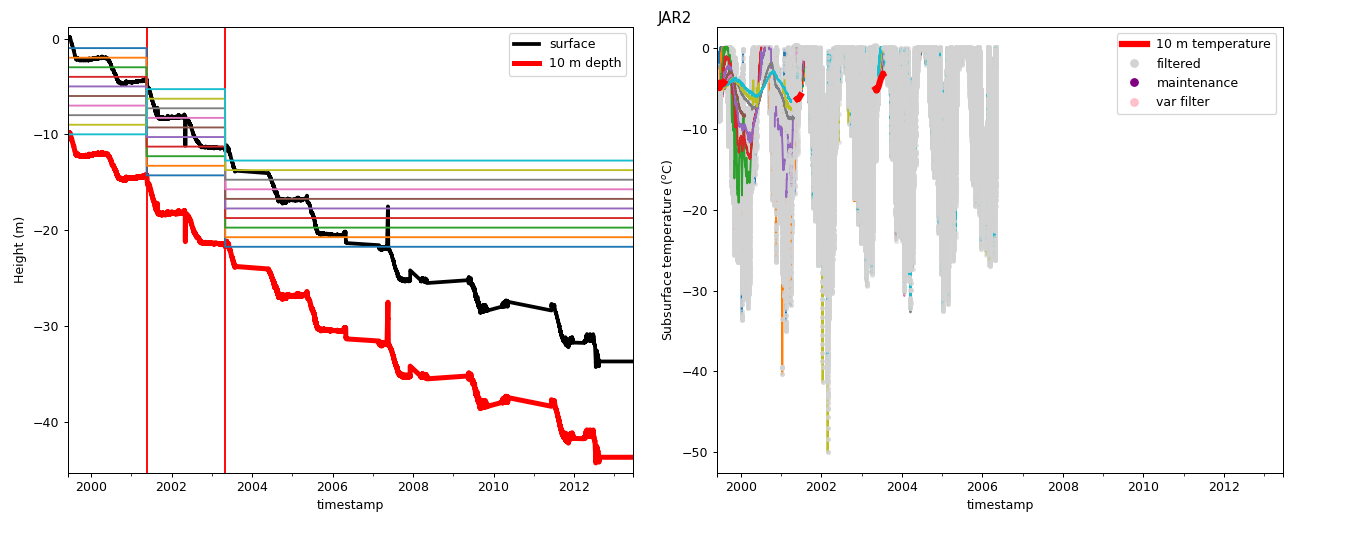 JAR2
surface
10 m depth
Height (m)
0
−10
−20
−30
−40
2000
2002
2004
2006
2008
2010
2012
timestamp
10 m temperature
filtered
maintenance
var filter
Subsurface temperature (°C)
0
−10
−20
−30
−40
−50
2000
2002
2004
2006
2008
2010
2012
timestamp